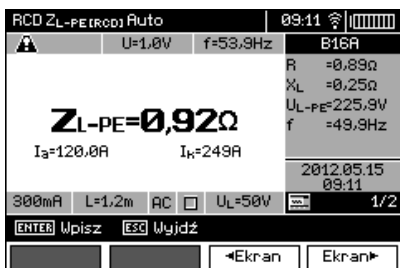 RCD ZL-PE[RCD] Auto 09:11
U=1,0V f=53,9Hz B16A
R =0,89Ω
XL =0,25Ω
UL-PE=225,9V
f =49,9Hz
ZL-PE=0,92Ω
Ia=120,0A Ik=249A
2012.05.15
09:11
300mA L=1,2m AC UL=50V 1/2
ENTER Wpisz ESC Wyjdź
◄Ekran Ekran►